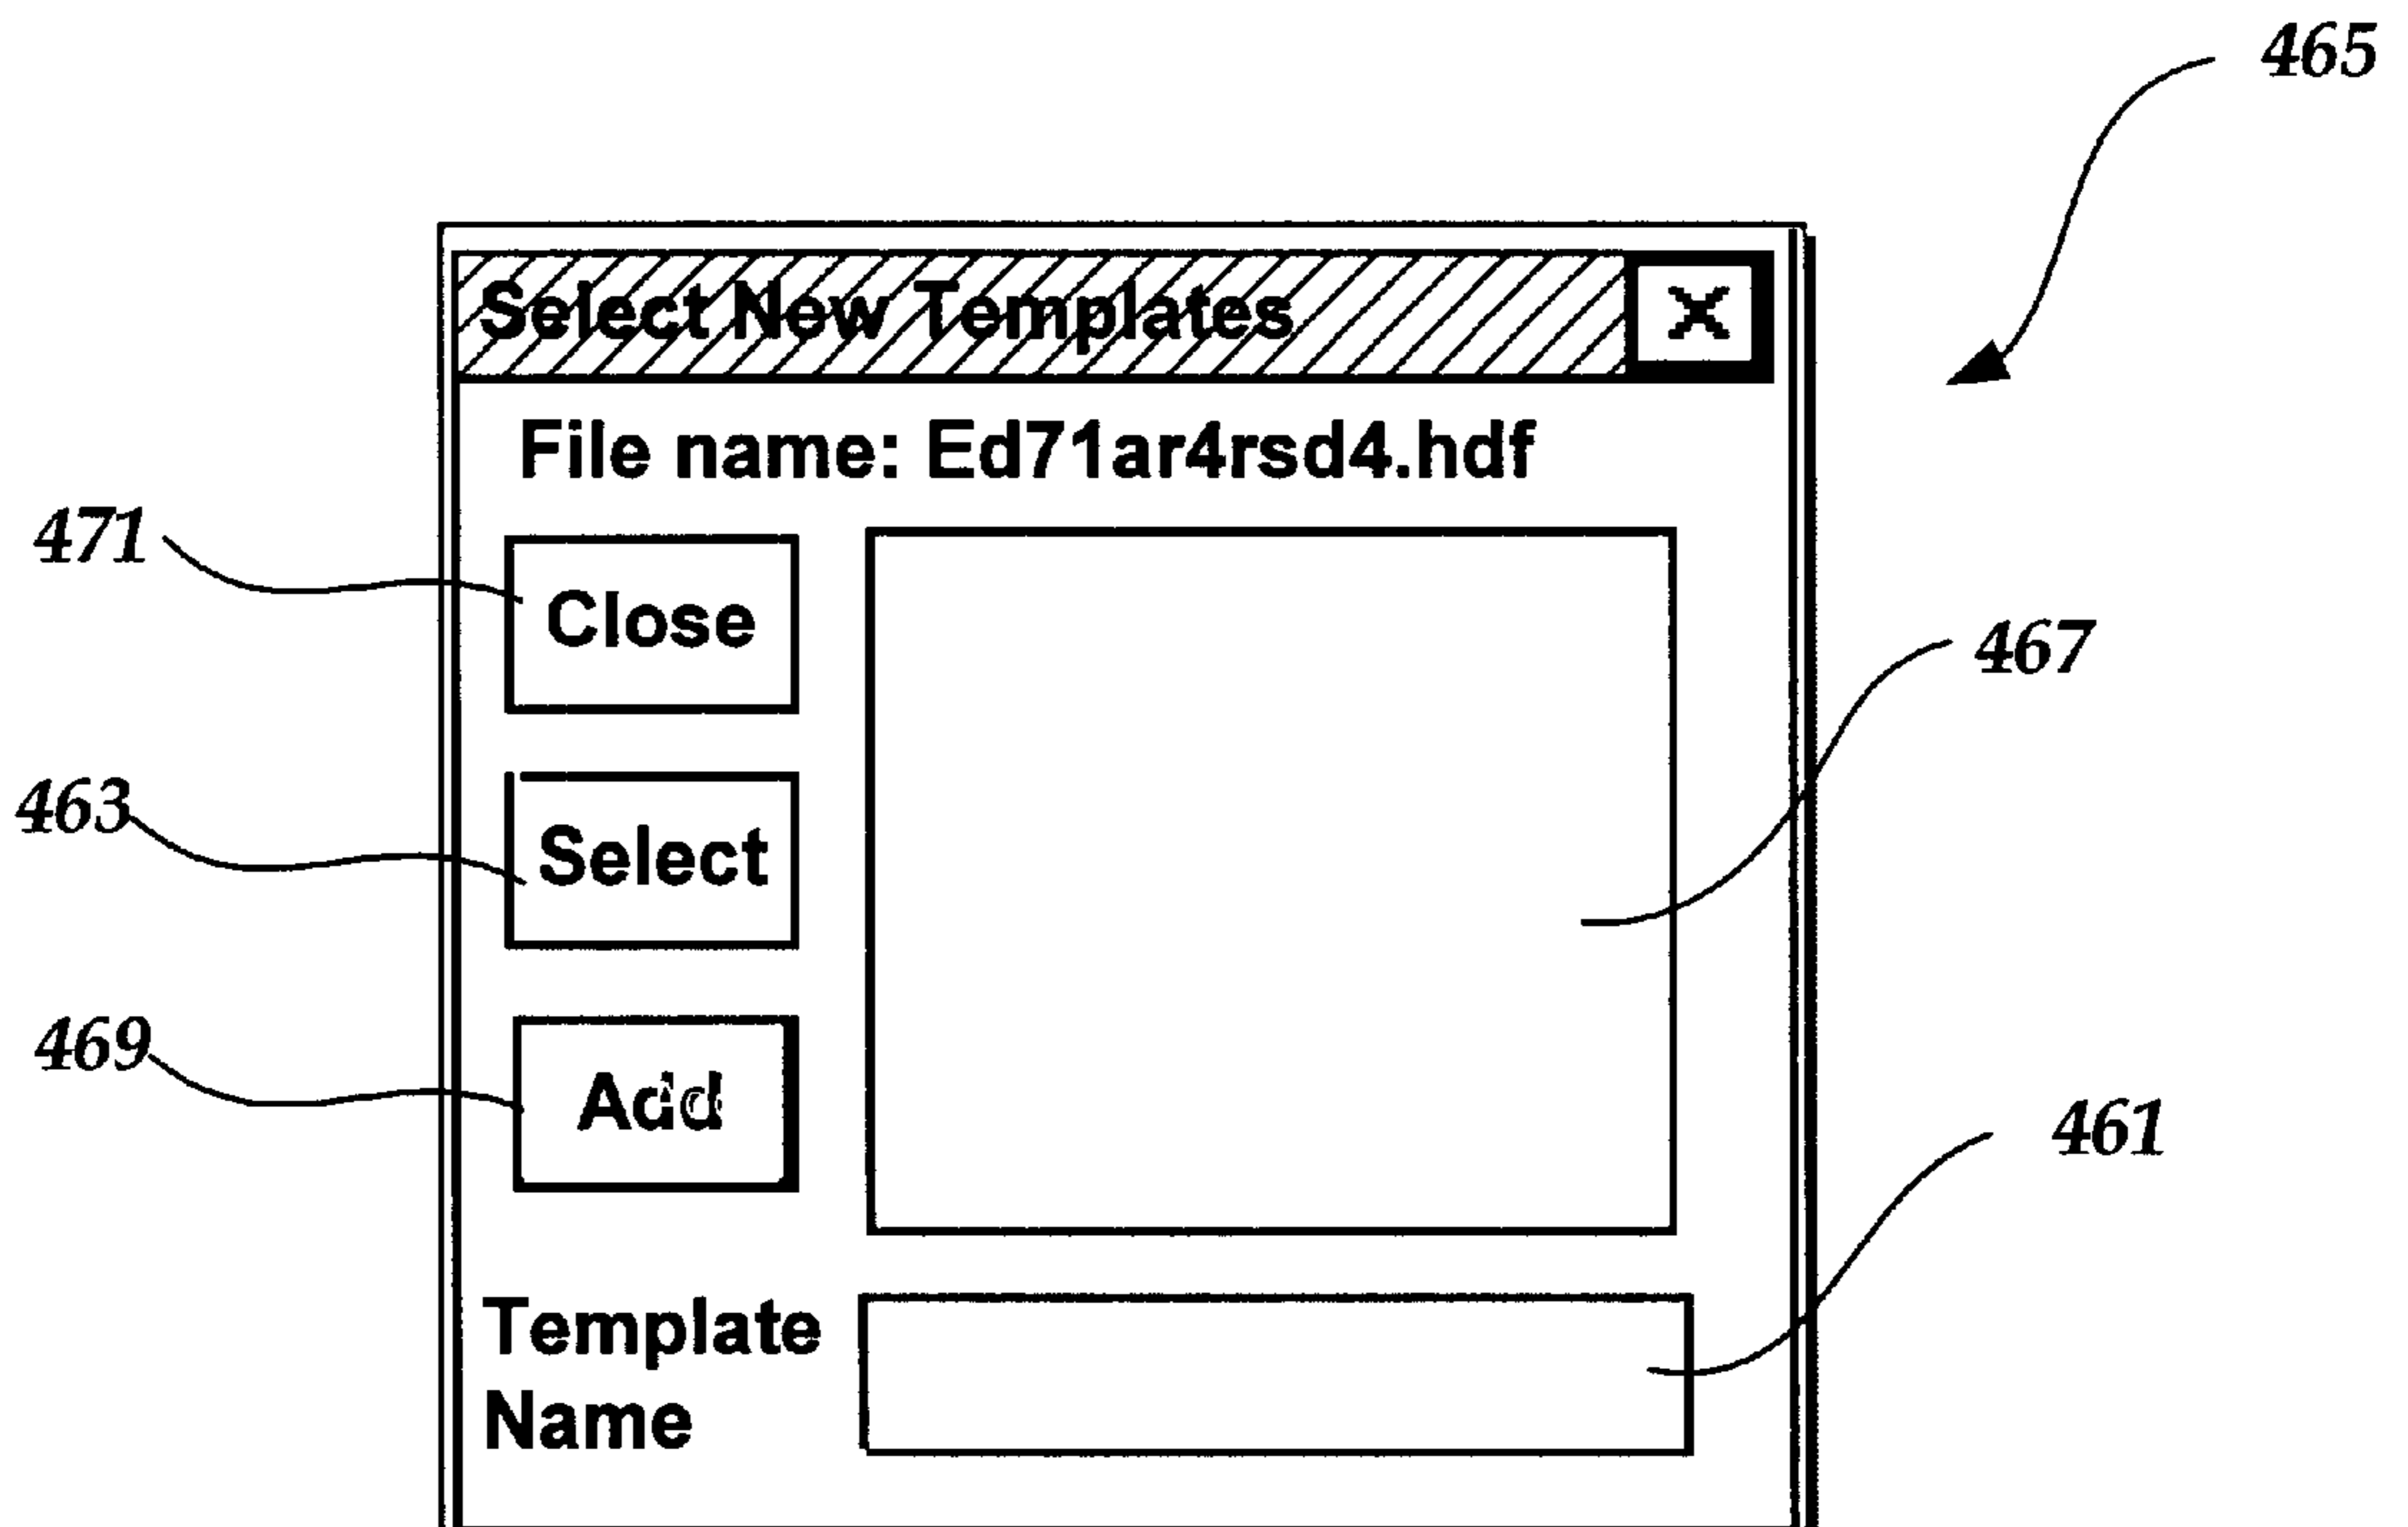 465
Select New Templates X
File name: Ed71ar4rsd4.hdf
471
Close
467
463
Select
469
Add
461
Template
Name